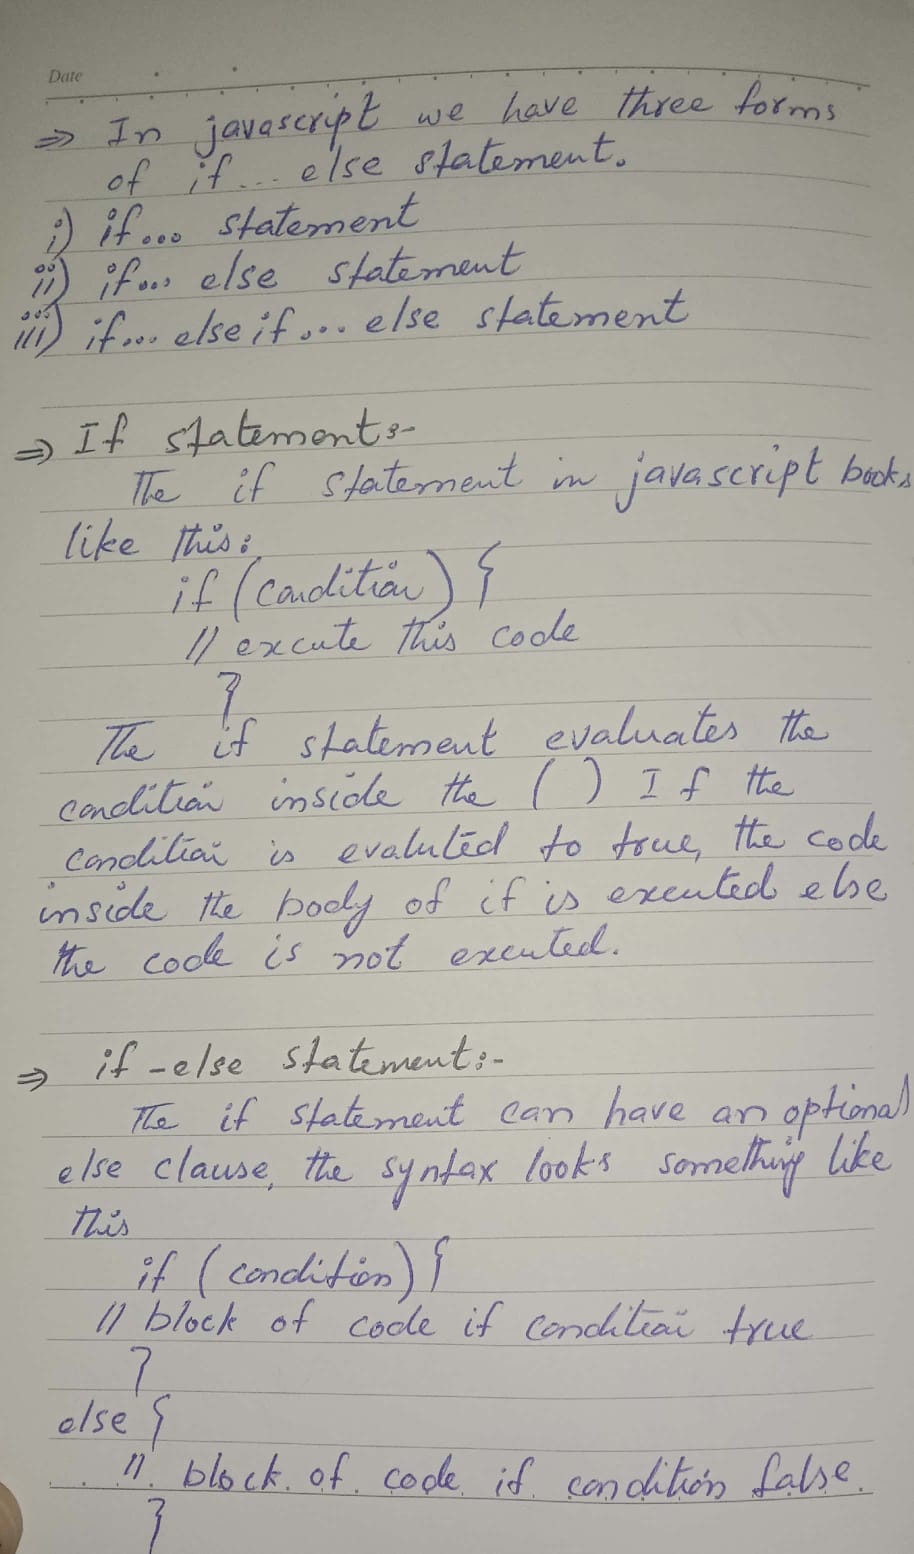 Date
⇒ In javascript we have three forms
of if... else statement.
i) if... statement
ii) if... else statement
iii) if... else if... else statement
⇒ If statement:-
The if statement in javascript books
like this:
if (condition) {
// execute this code
}
The if statement evaluates the
condition inside the ( ) If the
condition is evaluted to true, the code
inside the body of if is executed else
the code is not executed.
⇒ if-else statement:-
The if statement can have an optional
else clause, the syntax looks something like
this
if (condition) {
// block of code if condition true
}
else {
// block of code if condition false
}